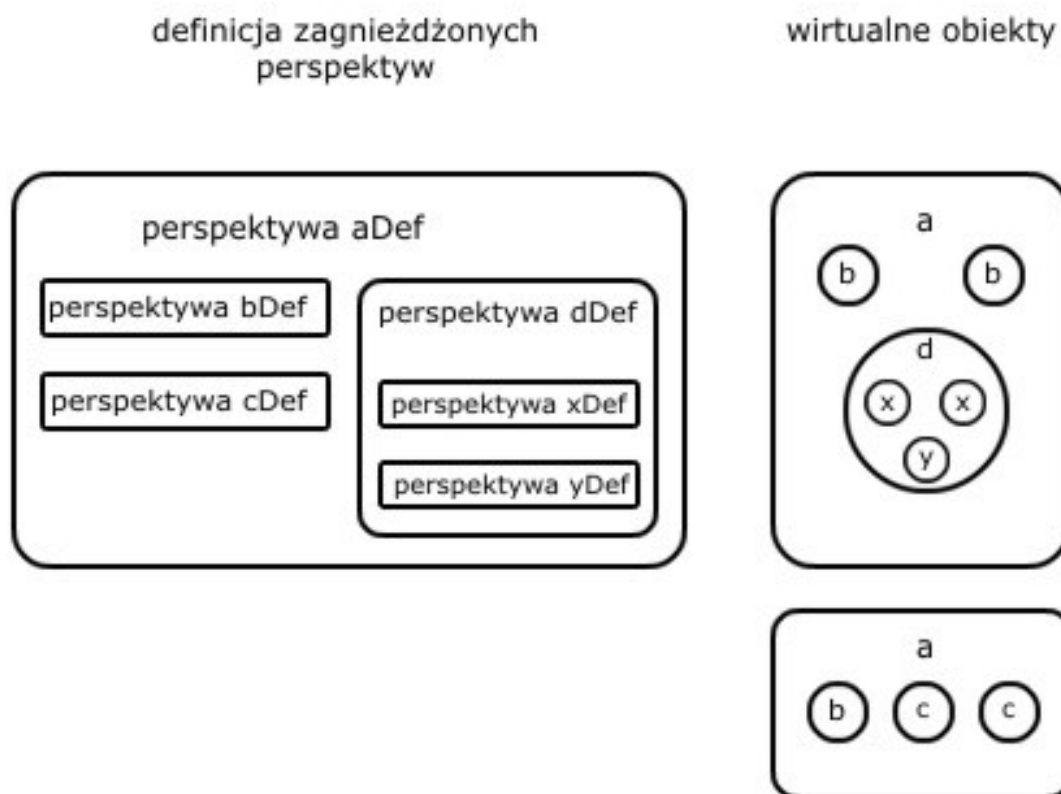 definicja zagnieżdżonych
perspektyw
wirtualne obiekty
perspektywa aDef
perspektywa bDef
perspektywa cDef
perspektywa dDef
perspektywa xDef
perspektywa yDef
a
b b
d
x x
y
a
b c c